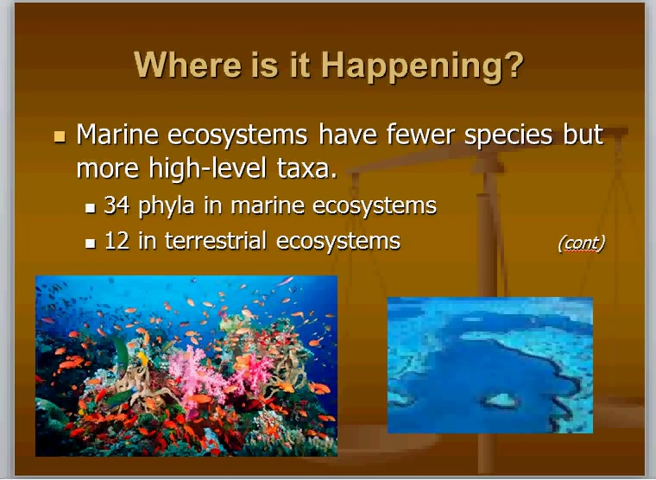 Where is it Happening?
Marine ecosystems have fewer species but
more high-level taxa.
34 phyla in marine ecosystems
12 in terrestrial ecosystems
(cont)